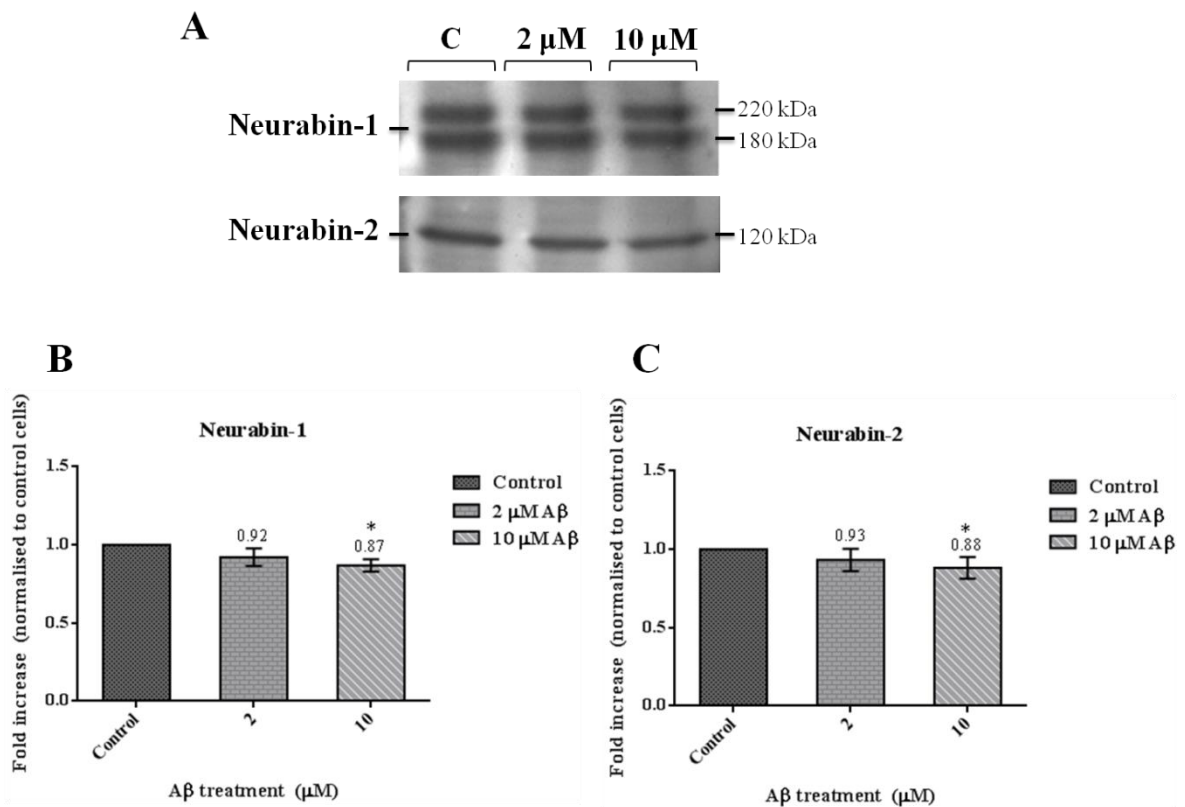 A
C
2 μM
10 μM
Neurabin-1
220 kDa
180 kDa
Neurabin-2
120 kDa
B
Neurabin-1
Fold increase (normalised to control cells)
1.5
1.0
0.5
0.0
0.92
*
0.87
Control
2 μM Aβ
10 μM Aβ
Control
2
10
Aβ treatment (μM)
C
Neurabin-2
Fold increase (normalised to control cells)
1.5
1.0
0.5
0.0
0.93
*
0.88
Control
2 μM Aβ
10 μM Aβ
Control
2
10
Aβ treatment (μM)